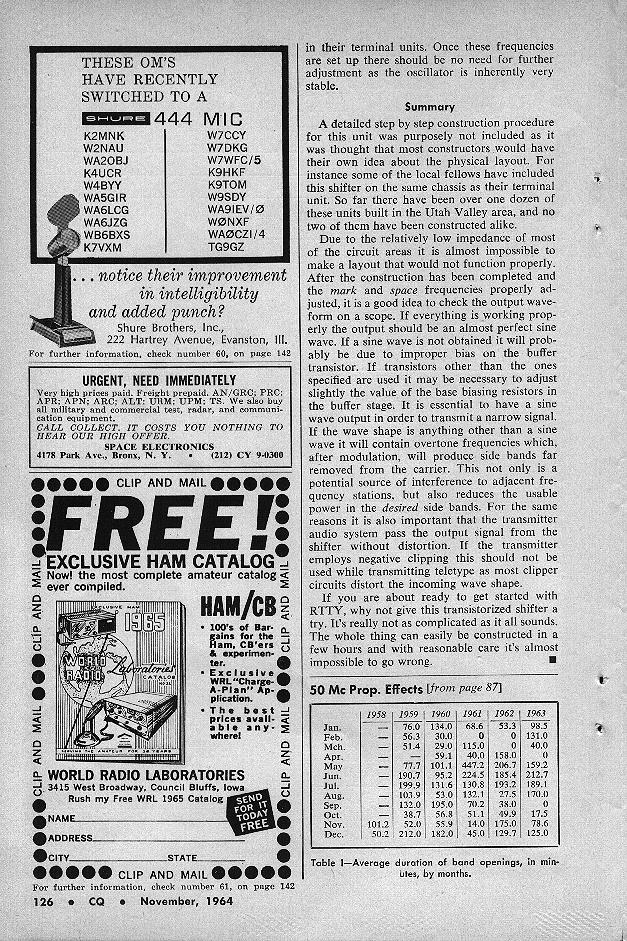 THESE OM'S
HAVE RECENTLY
SWITCHED TO A
SHURE 444 MIC
K2MNK
W2NAU
WA2OBJ
K4UCR
W4BYY
WA5GIR
WA6LCG
WA6JZG
WB6BXS
K7VXM
W7CCY
W7DKG
W7WFC/5
K9HKF
K9TOM
W9SDY
WA9IEV/Ø
WØNXF
WAØCZI/4
TG9GZ
... notice their improvement
in intelligibility
and added punch?
Shure Brothers, Inc.,
222 Hartrey Avenue, Evanston, Ill.
For further information, check number 60, on page 142
URGENT, NEED IMMEDIATELY
Very high prices paid. Freight prepaid. AN/GRC; PRC;
APR; APN; ARC; ALT; URM; UPM; TS. We also buy
all military and commercial test, radar, and communi-
cation equipment.
CALL COLLECT. IT COSTS YOU NOTHING TO
HEAR OUR HIGH OFFER.
SPACE ELECTRONICS
4178 Park Ave., Bronx, N. Y. • (212) CY 9-0300
CLIP AND MAIL
FREE!
EXCLUSIVE HAM CATALOG
Now! the most complete amateur catalog
ever compiled.
EXCLUSIVE HAM
1965
WORLD
RADIO
Laboratories
CATALOG
HAM/CB
• 100's of Bar-
gains for the
Ham, CB'ers
& experimen-
ter.
• Exclusive
WRL "Charge-
A-Plan" Ap-
plication.
• The best
prices avail-
able any-
where!
WORLD RADIO LABORATORIES
3415 West Broadway, Council Bluffs, Iowa
Rush my Free WRL 1965 Catalog
SEND
FOR IT
TODAY
FREE
NAME
ADDRESS
CITY STATE
CLIP AND MAIL
CLIP AND MAIL
CLIP AND MAIL
For further information, check number 61, on page 142
126 • CQ • November, 1964
in their terminal units. Once these frequencies
are set up there should be no need for further
adjustment as the oscillator is inherently very
stable.
Summary
A detailed step by step construction procedure
for this unit was purposely not included as it
was thought that most constructors would have
their own idea about the physical layout. For
instance some of the local fellows have included
this shifter on the same chassis as their terminal
unit. So far there have been over one dozen of
these units built in the Utah Valley area, and no
two of them have been constructed alike.
Due to the relatively low impedance of most
of the circuit areas it is almost impossible to
make a layout that would not function properly.
After the construction has been completed and
the mark and space frequencies properly ad-
justed, it is a good idea to check the output wave-
form on a scope. If everything is working prop-
erly the output should be an almost perfect sine
wave. If a sine wave is not obtained it will prob-
ably be due to improper bias on the buffer
transistor. If transistors other than the ones
specified are used it may be necessary to adjust
slightly the value of the base biasing resistors in
the buffer stage. It is essential to have a sine
wave output in order to transmit a narrow signal.
If the wave shape is anything other than a sine
wave it will contain overtone frequencies which,
after modulation, will produce side bands far
removed from the carrier. This not only is a
potential source of interference to adjacent fre-
quency stations, but also reduces the usable
power in the desired side bands. For the same
reasons it is also important that the transmitter
audio system pass the output signal from the
shifter without distortion. If the transmitter
employs negative clipping this should not be
used while transmitting teletype as most clipper
circuits distort the incoming wave shape.
If you are about ready to get started with
RTTY, why not give this transistorized shifter a
try. It's really not as complicated as it all sounds.
The whole thing can easily be constructed in a
few hours and with reasonable care it's almost
impossible to go wrong. ■
50 Mc Prop. Effects [from page 87]
1958 1959 1960 1961 1962 1963
Jan. — 76.0 134.0 68.6 53.3 98.5
Feb. — 56.3 30.0 0 0 131.0
Mch. — 51.4 29.0 115.0 0 40.0
Apr. — — 59.1 40.0 158.0 0
May — 77.7 101.1 447.2 206.7 159.2
Jun. — 190.7 95.2 224.5 185.4 212.7
Jul. — 199.9 131.6 130.8 193.2 189.1
Aug. — 103.9 53.0 132.1 27.5 170.0
Sep. — 132.0 195.0 70.2 38.0 0
Oct. — 38.7 56.8 51.1 49.9 17.5
Nov. 101.2 52.0 55.9 14.0 175.0 78.6
Dec. 50.2 212.0 182.0 45.0 129.7 125.0
Table I—Average duration of band openings, in min-
utes, by months.